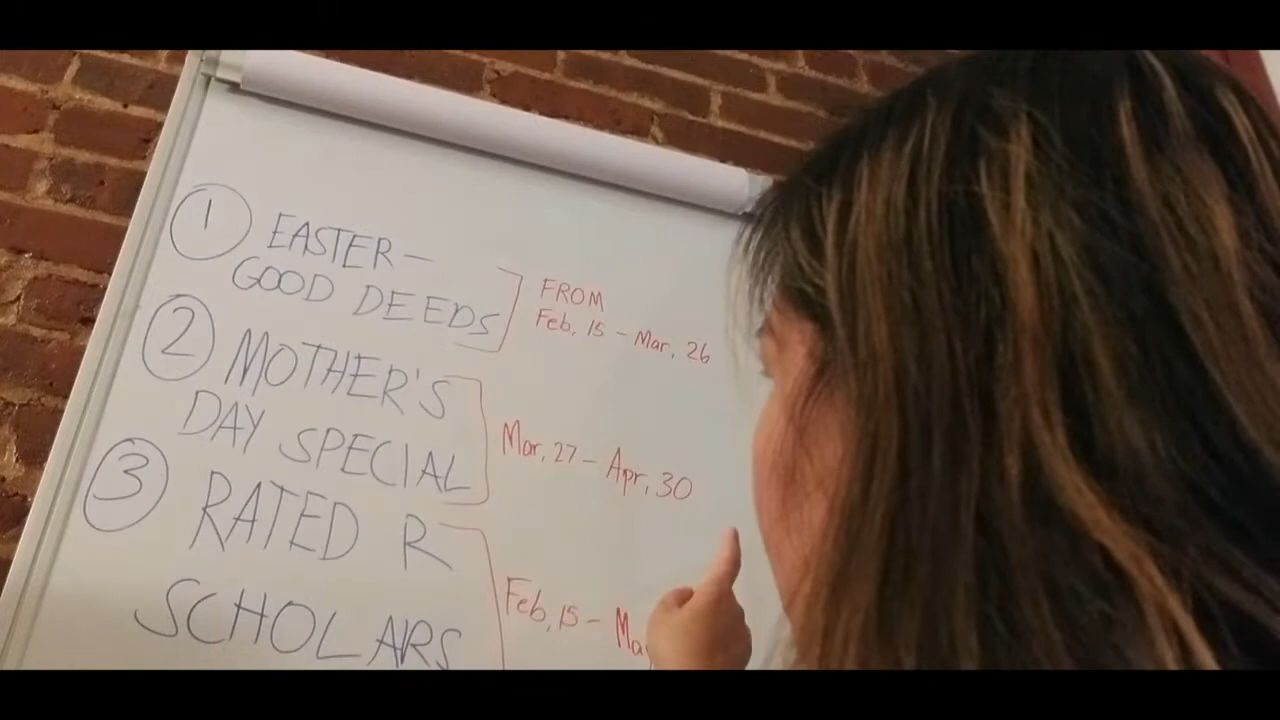 1 EASTER-
GOOD DEEDS
FROM
Feb, 15 - Mar, 26
2 MOTHER'S
DAY SPECIAL
Mar, 27 - Apr, 30
3 RATED R
SCHOLARS
Feb, 15 -